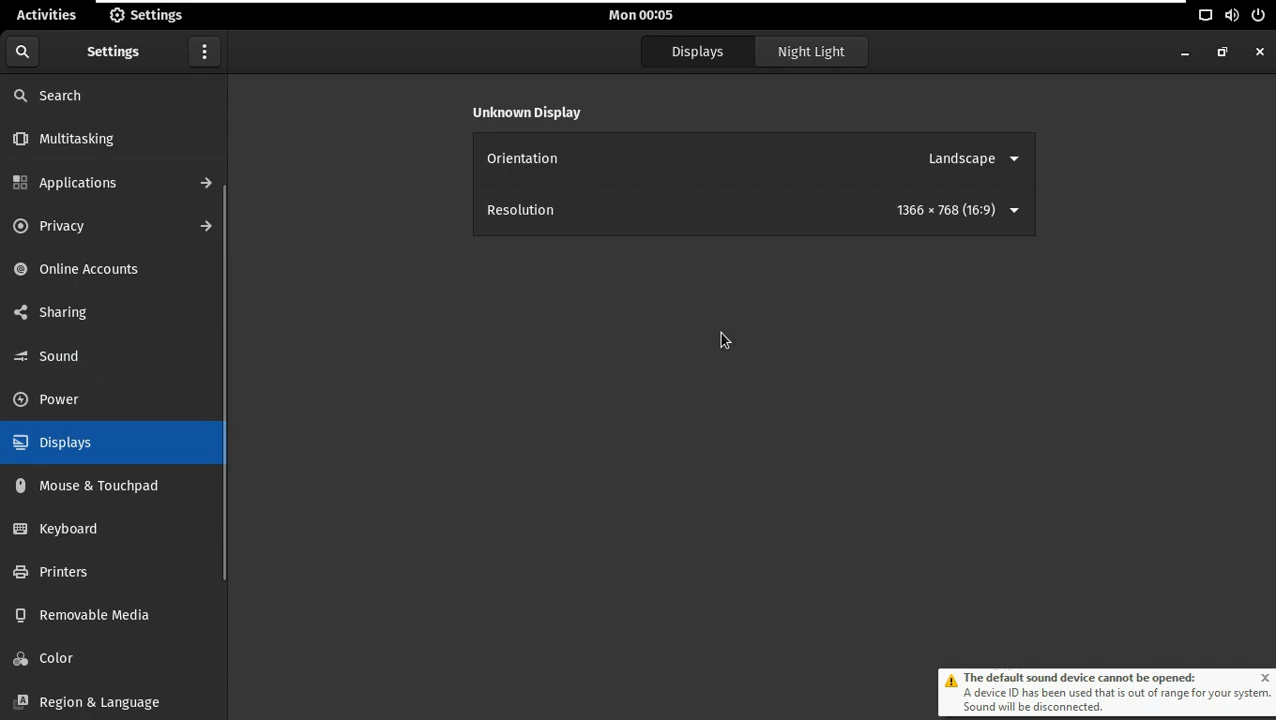 Activities Settings Mon 00:05
Settings Displays Night Light
Search
Multitasking
Applications
Privacy
Online Accounts
Sharing
Sound
Power
Displays
Mouse & Touchpad
Keyboard
Printers
Removable Media
Color
Region & Language
Unknown Display
Orientation Landscape
Resolution 1366 × 768 (16:9)
The default sound device cannot be opened:
A device ID has been used that is out of range for your system.
Sound will be disconnected.